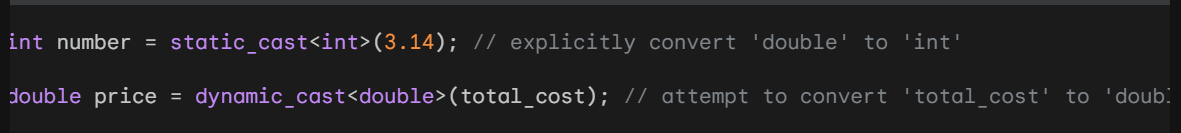 int number = static_cast<int>(3.14); // explicitly convert 'double' to 'int'
double price = dynamic_cast<double>(total_cost); // attempt to convert 'total_cost' to